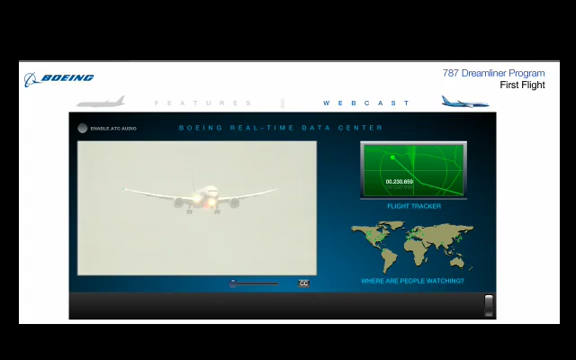 BOEING
787 Dreamliner Program
First Flight
FEATURES
WEBCAST
ENABLE ATC AUDIO
BOEING REAL-TIME DATA CENTER
00.230.650
FLIGHT TRACKER
CC
WHERE ARE PEOPLE WATCHING?